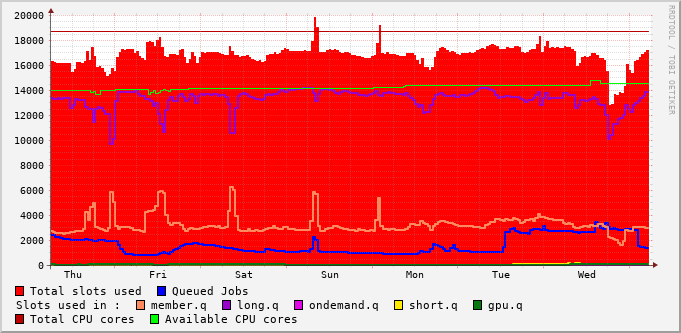 20000
18000
16000
14000
12000
10000
8000
6000
4000
2000
0
Thu Fri Sat Sun Mon Tue Wed
RRDTOOL / TOBI OETIKER
Total slots used Queued Jobs
Slots used in : member.q long.q ondemand.q short.q gpu.q
Total CPU cores Available CPU cores